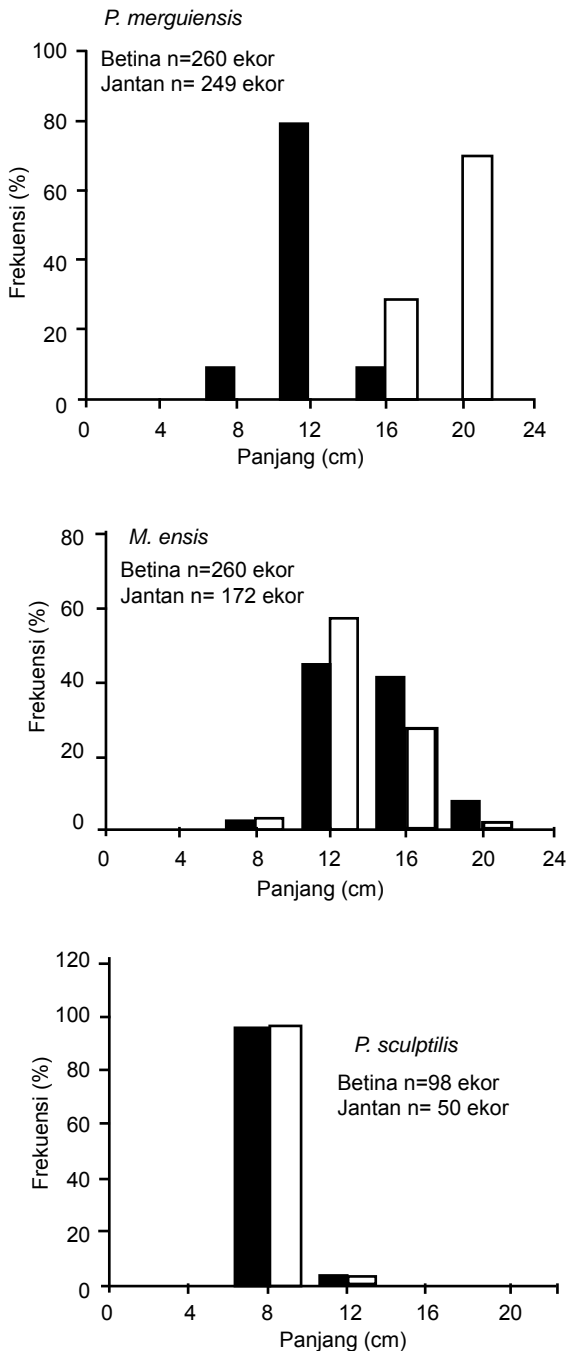 P. merguiensis
Betina n=260 ekor
Jantan n= 249 ekor
100
80
60
40
20
0
Frekuensi (%)
0 4 8 12 16 20 24
Panjang (cm)
M. ensis
Betina n=260 ekor
Jantan n= 172 ekor
80
60
40
20
0
Frekuensi (%)
0 4 8 12 16 20 24
Panjang (cm)
120
100
80
60
40
20
0
Frekuensi (%)
P. sculptilis
Betina n=98 ekor
Jantan n= 50 ekor
0 4 8 12 16 20
Panjang (cm)